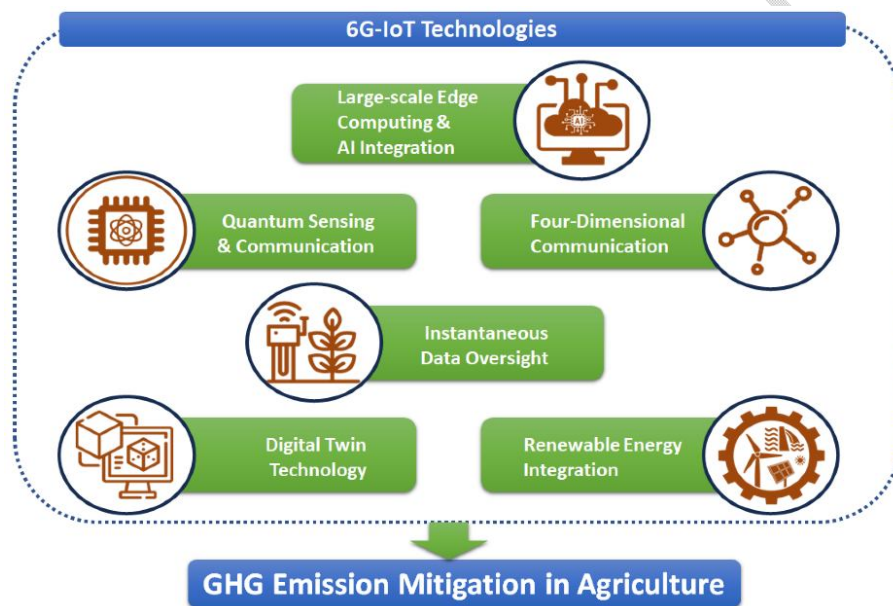 6G-IoT Technologies
Large-scale Edge
Computing &
AI Integration
AI
Quantum Sensing
& Communication
Four-Dimensional
Communication
Instantaneous
Data Oversight
Digital Twin
Technology
Renewable Energy
Integration
GHG Emission Mitigation in Agriculture